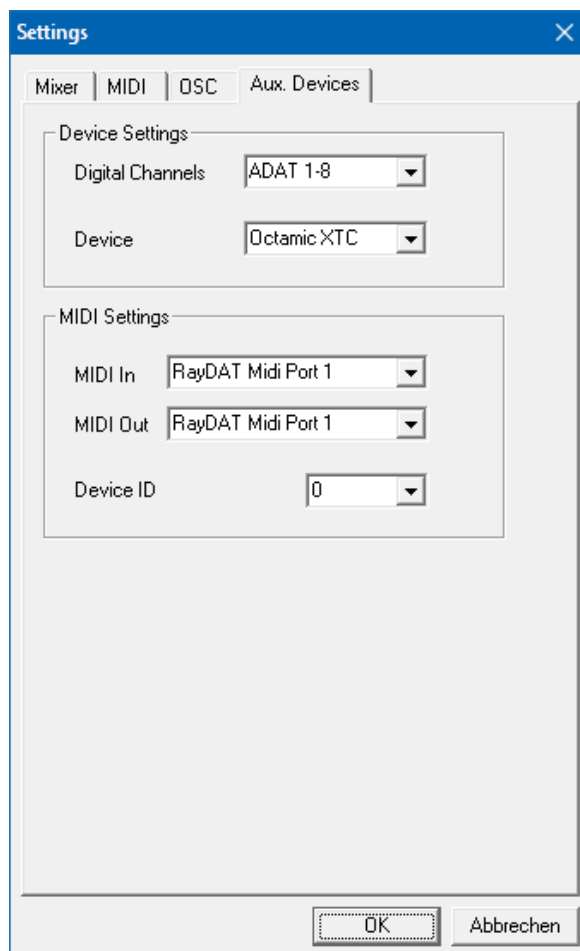 Settings
Mixer MIDI OSC Aux. Devices
Device Settings
Digital Channels ADAT 1-8
Device Octamic XTC
MIDI Settings
MIDI In RayDAT Midi Port 1
MIDI Out RayDAT Midi Port 1
Device ID 0
OK Abbrechen